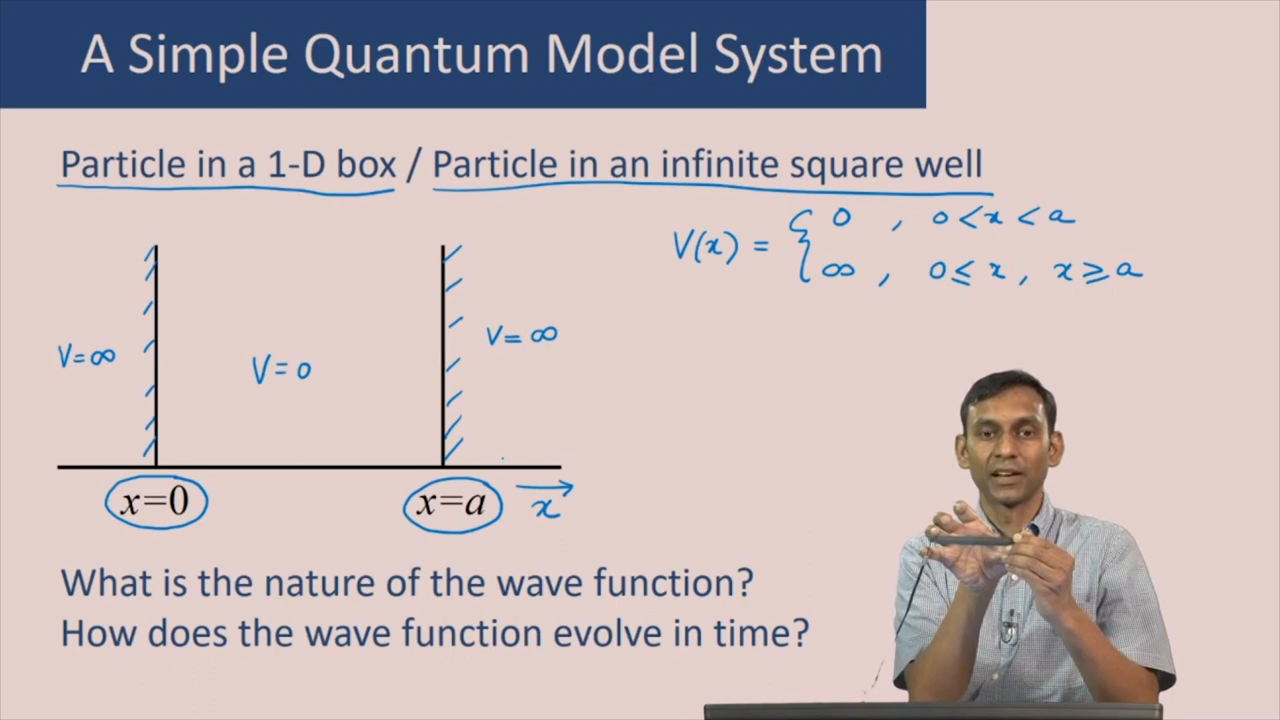 A Simple Quantum Model System
Particle in a 1-D box / Particle in an infinite square well
V(x) = { 0 , 0 < x < a
∞ , 0 ≤ x , x ≥ a
V=∞
V=0
V=∞
x=0
x=a
x
What is the nature of the wave function?
How does the wave function evolve in time?